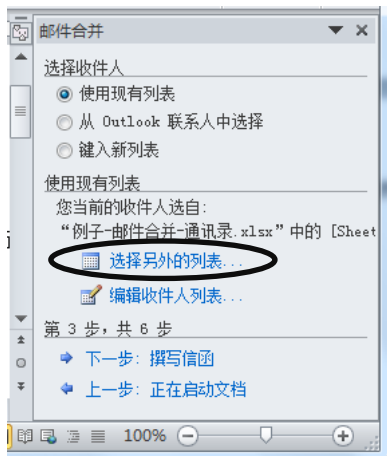 邮件合并
选择收件人
使用现有列表
从 Outlook 联系人中选择
键入新列表
使用现有列表
您当前的收件人选自:
“例子-邮件合并-通讯录.xlsx”中的 [Sheet
选择另外的列表...
编辑收件人列表...
第 3 步，共 6 步
下一步: 撰写信函
上一步: 正在启动文档
100%